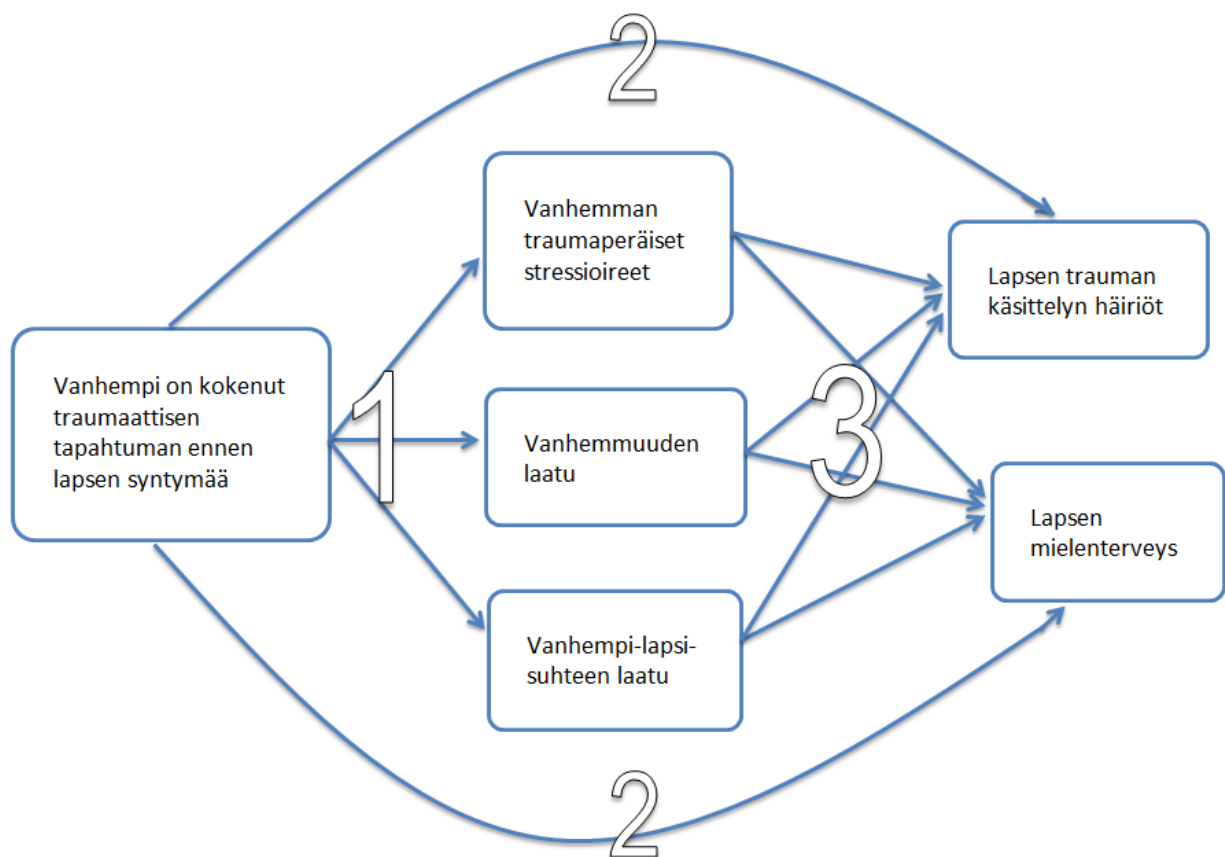 2
Vanhemman
traumaperäiset
stressioireet
Lapsen trauman
käsittelyn häiriöt
Vanhempi on kokenut
traumaattisen
tapahtuman ennen
lapsen syntymää
1
Vanhemmuuden
laatu
3
Lapsen
mielenterveys
Vanhempi-lapsi-
suhteen laatu
2